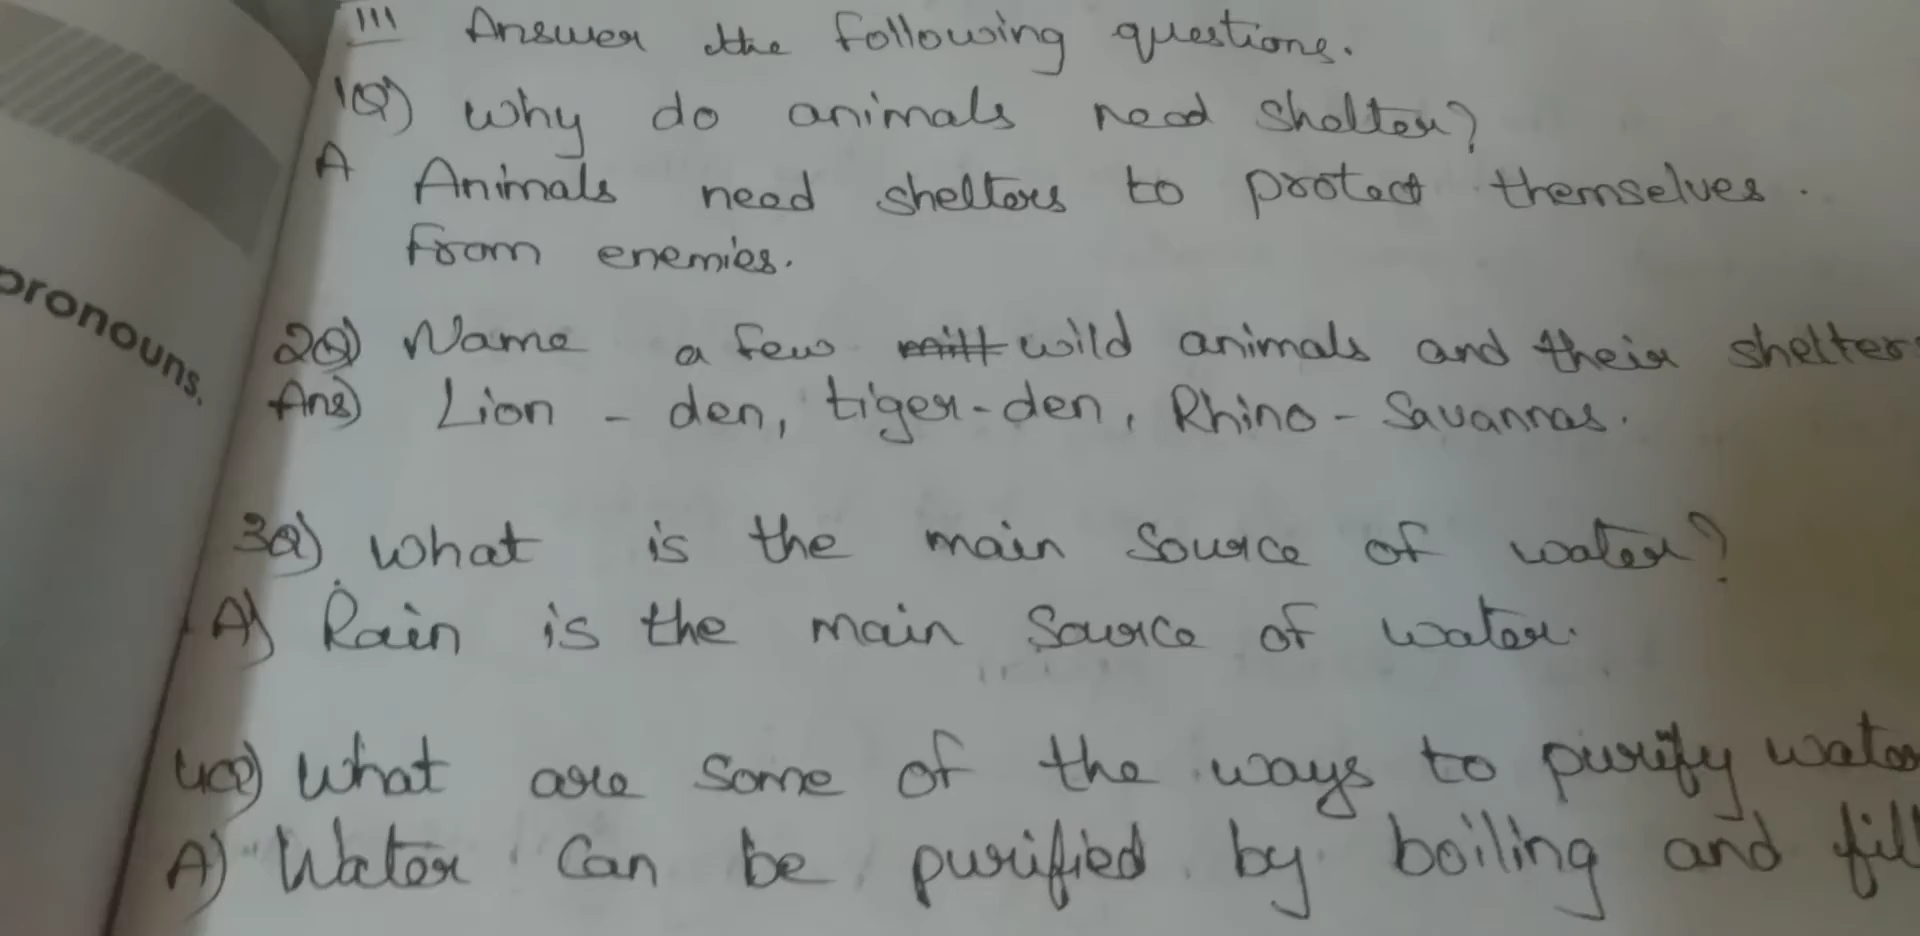 III Answer the following questions.
1Q) Why do animals need shelter?
A Animals need shelters to protect themselves.
from enemies.
2Q) Name a few wild animals and their shelters
Ans) Lion - den, tiger-den, Rhino - Savannas.
3Q) What is the main source of water?
A) Rain is the main source of water.
4Q) What are some of the ways to purify water
A) Water can be purified by boiling and
pronouns.